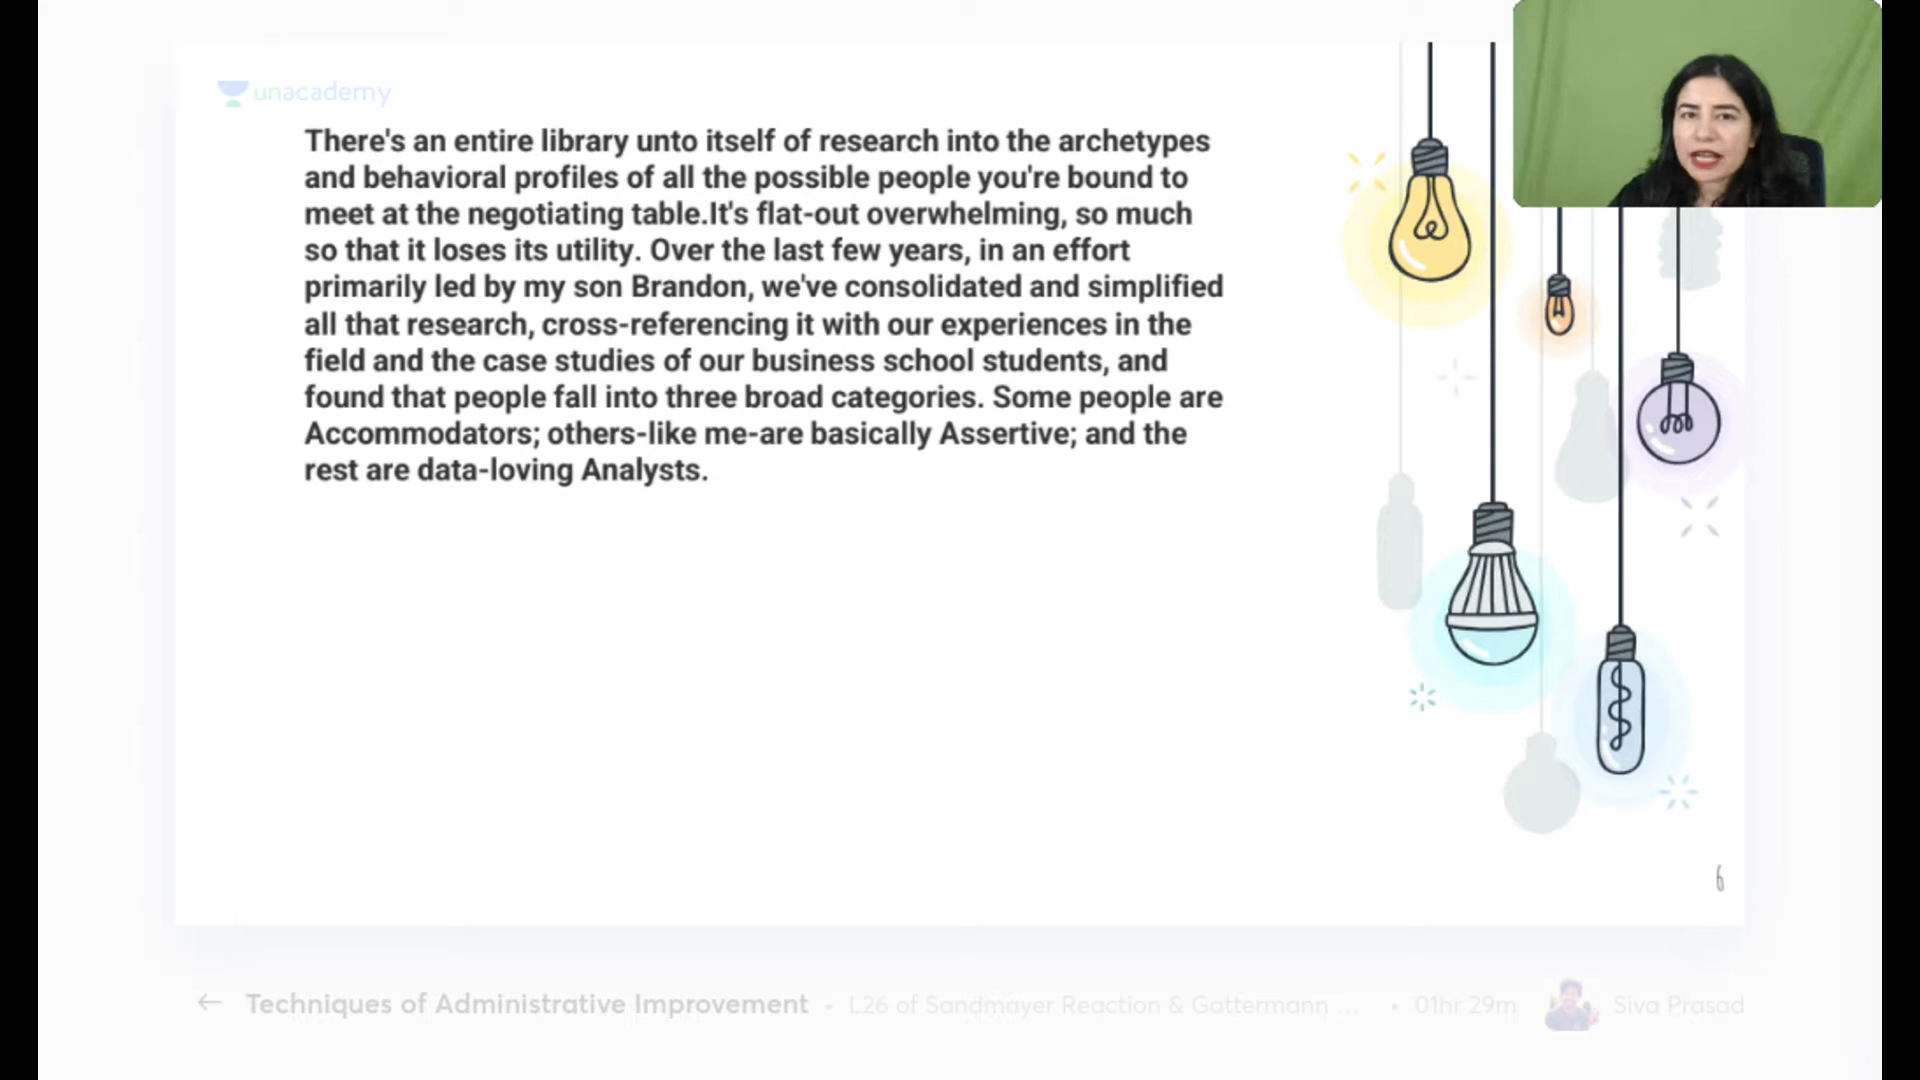 unacademy
There's an entire library unto itself of research into the archetypes
and behavioral profiles of all the possible people you're bound to
meet at the negotiating table.It's flat-out overwhelming, so much
so that it loses its utility. Over the last few years, in an effort
primarily led by my son Brandon, we've consolidated and simplified
all that research, cross-referencing it with our experiences in the
field and the case studies of our business school students, and
found that people fall into three broad categories. Some people are
Accommodators; others-like me-are basically Assertive; and the
rest are data-loving Analysts.
6
Techniques of Administrative Improvement • L26 of Sandmayer Reaction & Gattermann ... • 01hr 29m Siva Prasad